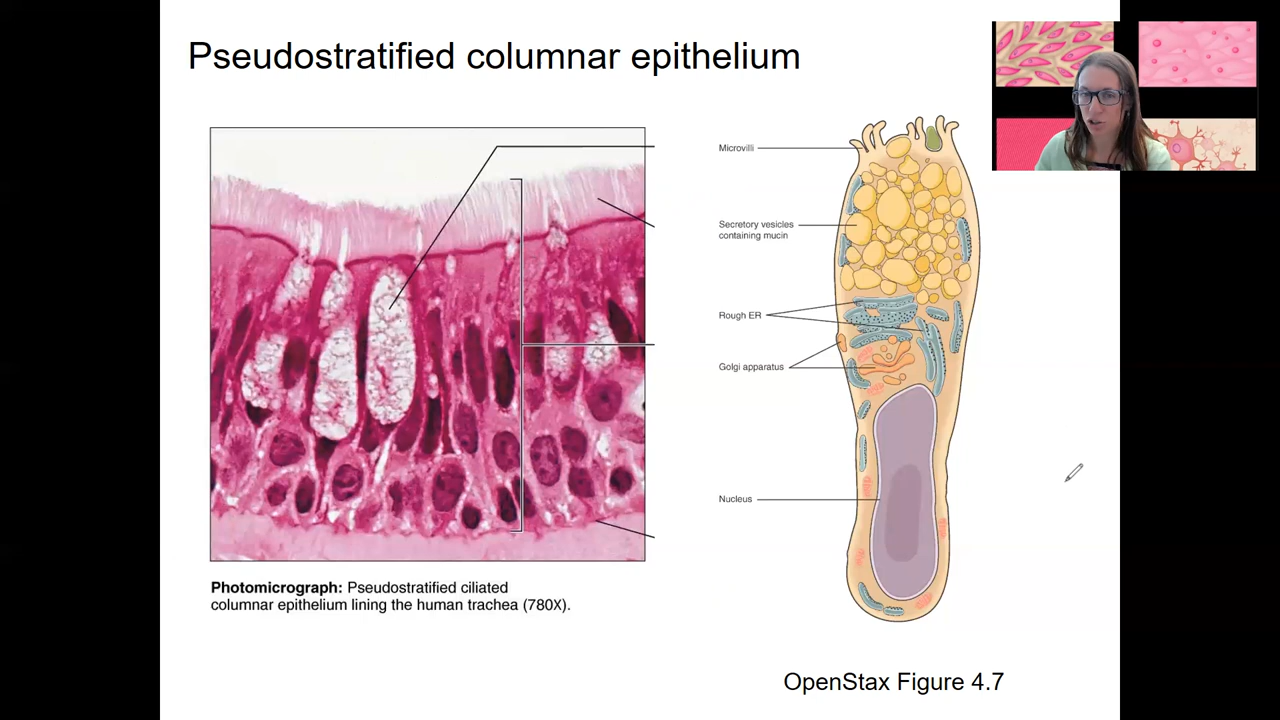 Pseudostratified columnar epithelium
Microvilli
Secretory vesicles
containing mucin
Rough ER
Golgi apparatus
Nucleus
Photomicrograph: Pseudostratified ciliated
columnar epithelium lining the human trachea (780X).
OpenStax Figure 4.7